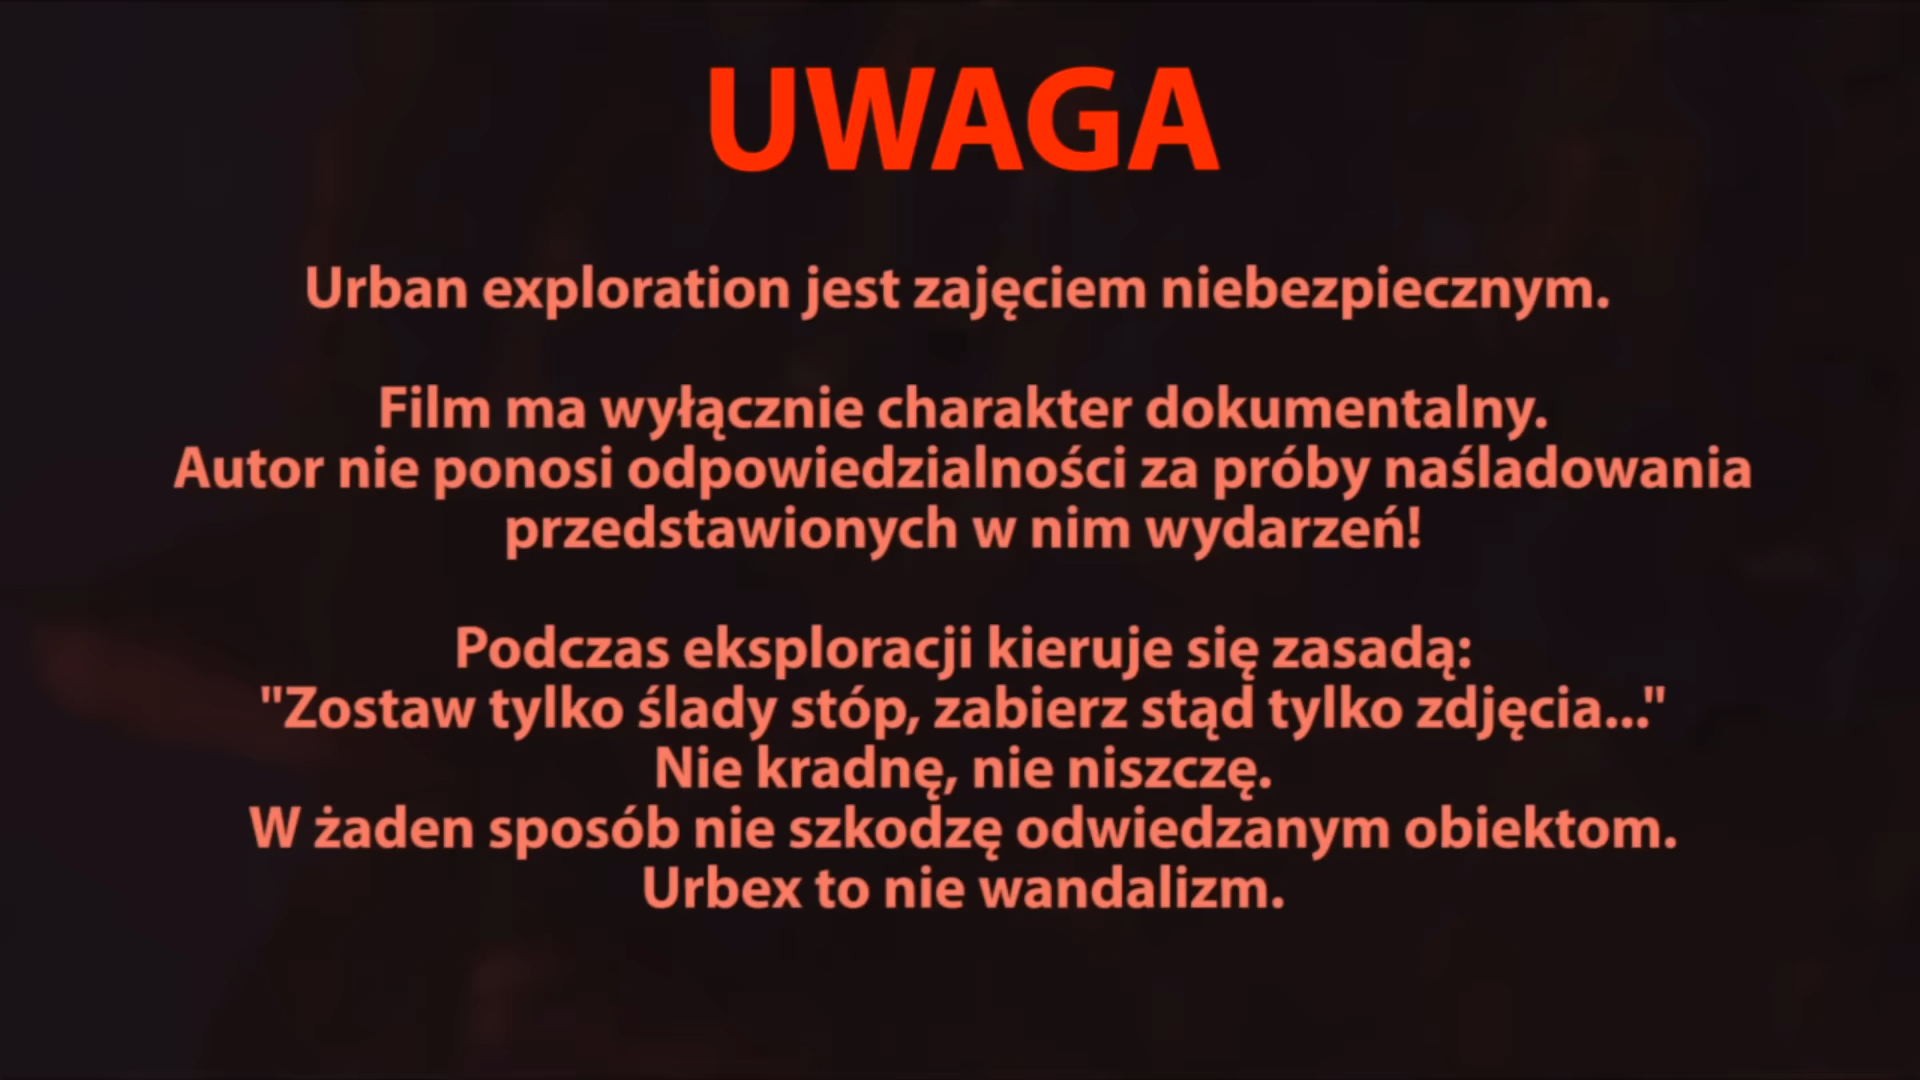 UWAGA
Urban exploration jest zajęciem niebezpiecznym.
Film ma wyłącznie charakter dokumentalny.
Autor nie ponosi odpowiedzialności za próby naśladowania
przedstawionych w nim wydarzeń!
Podczas eksploracji kieruje się zasadą:
"Zostaw tylko ślady stóp, zabierz stąd tylko zdjęcia..."
Nie kradnę, nie niszczę.
W żaden sposób nie szkodzę odwiedzanym obiektom.
Urbex to nie wandalizm.